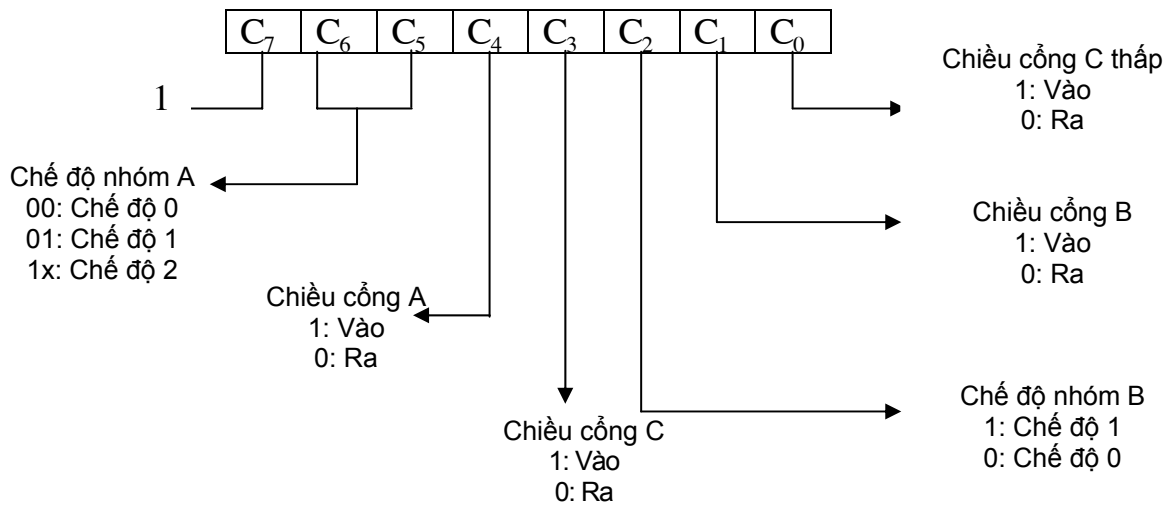 C7 C6 C5 C4 C3 C2 C1 C0
1
Chiều cổng C thấp
1: Vào
0: Ra
Chế độ nhóm A
00: Chế độ 0
01: Chế độ 1
1x: Chế độ 2
Chiều cổng B
1: Vào
0: Ra
Chiều cổng A
1: Vào
0: Ra
Chiều cổng C
1: Vào
0: Ra
Chế độ nhóm B
1: Chế độ 1
0: Chế độ 0